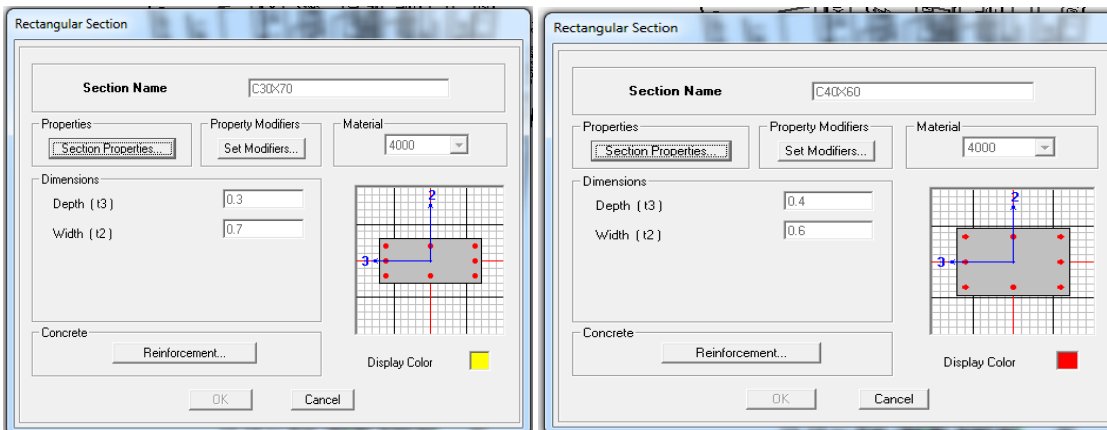 Rectangular Section
Section Name
C30X70
Properties
Section Properties...
Property Modifiers
Set Modifiers...
Material
4000
Dimensions
Depth ( t3 )
0.3
Width ( t2 )
0.7
2
3
Concrete
Reinforcement...
Display Color
OK
Cancel
Rectangular Section
Section Name
C40X60
Properties
Section Properties...
Property Modifiers
Set Modifiers...
Material
4000
Dimensions
Depth ( t3 )
0.4
Width ( t2 )
0.6
2
3
Concrete
Reinforcement...
Display Color
OK
Cancel